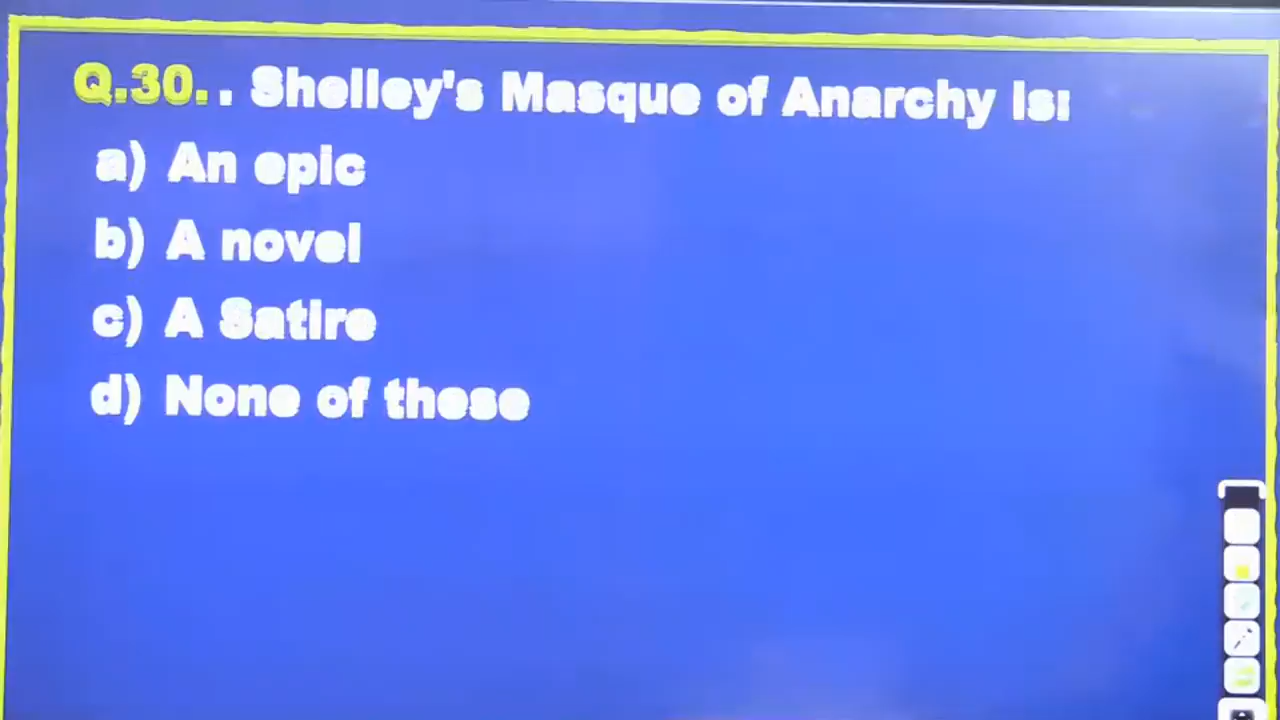 Q.30. . Shelley's Masque of Anarchy is:
a) An epic
b) A novel
c) A Satire
d) None of these